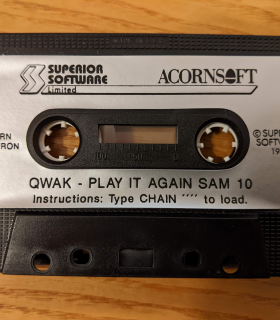 SUPERIOR
SOFTWARE
Limited
ACORNSOFT
QWAK - PLAY IT AGAIN SAM 10
Instructions: Type CHAIN """" to load.